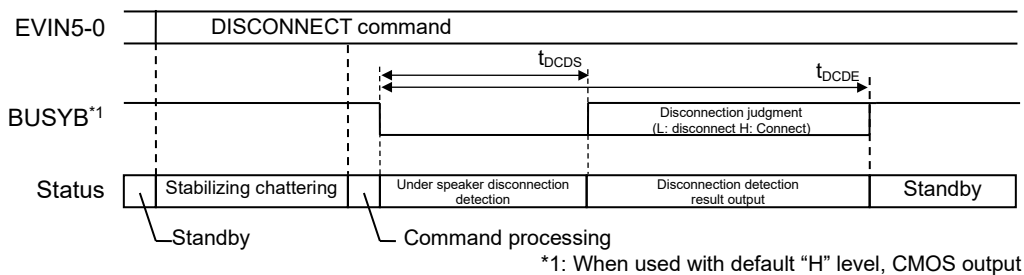 EVIN5-0 DISCONNECT command
tDCDS
tDCDE
BUSYB*1
Disconnection judgment
(L: disconnect H: Connect)
Status
Stabilizing chattering
Under speaker disconnection
detection
Disconnection detection
result output
Standby
Standby
Command processing
*1: When used with default “H” level, CMOS output